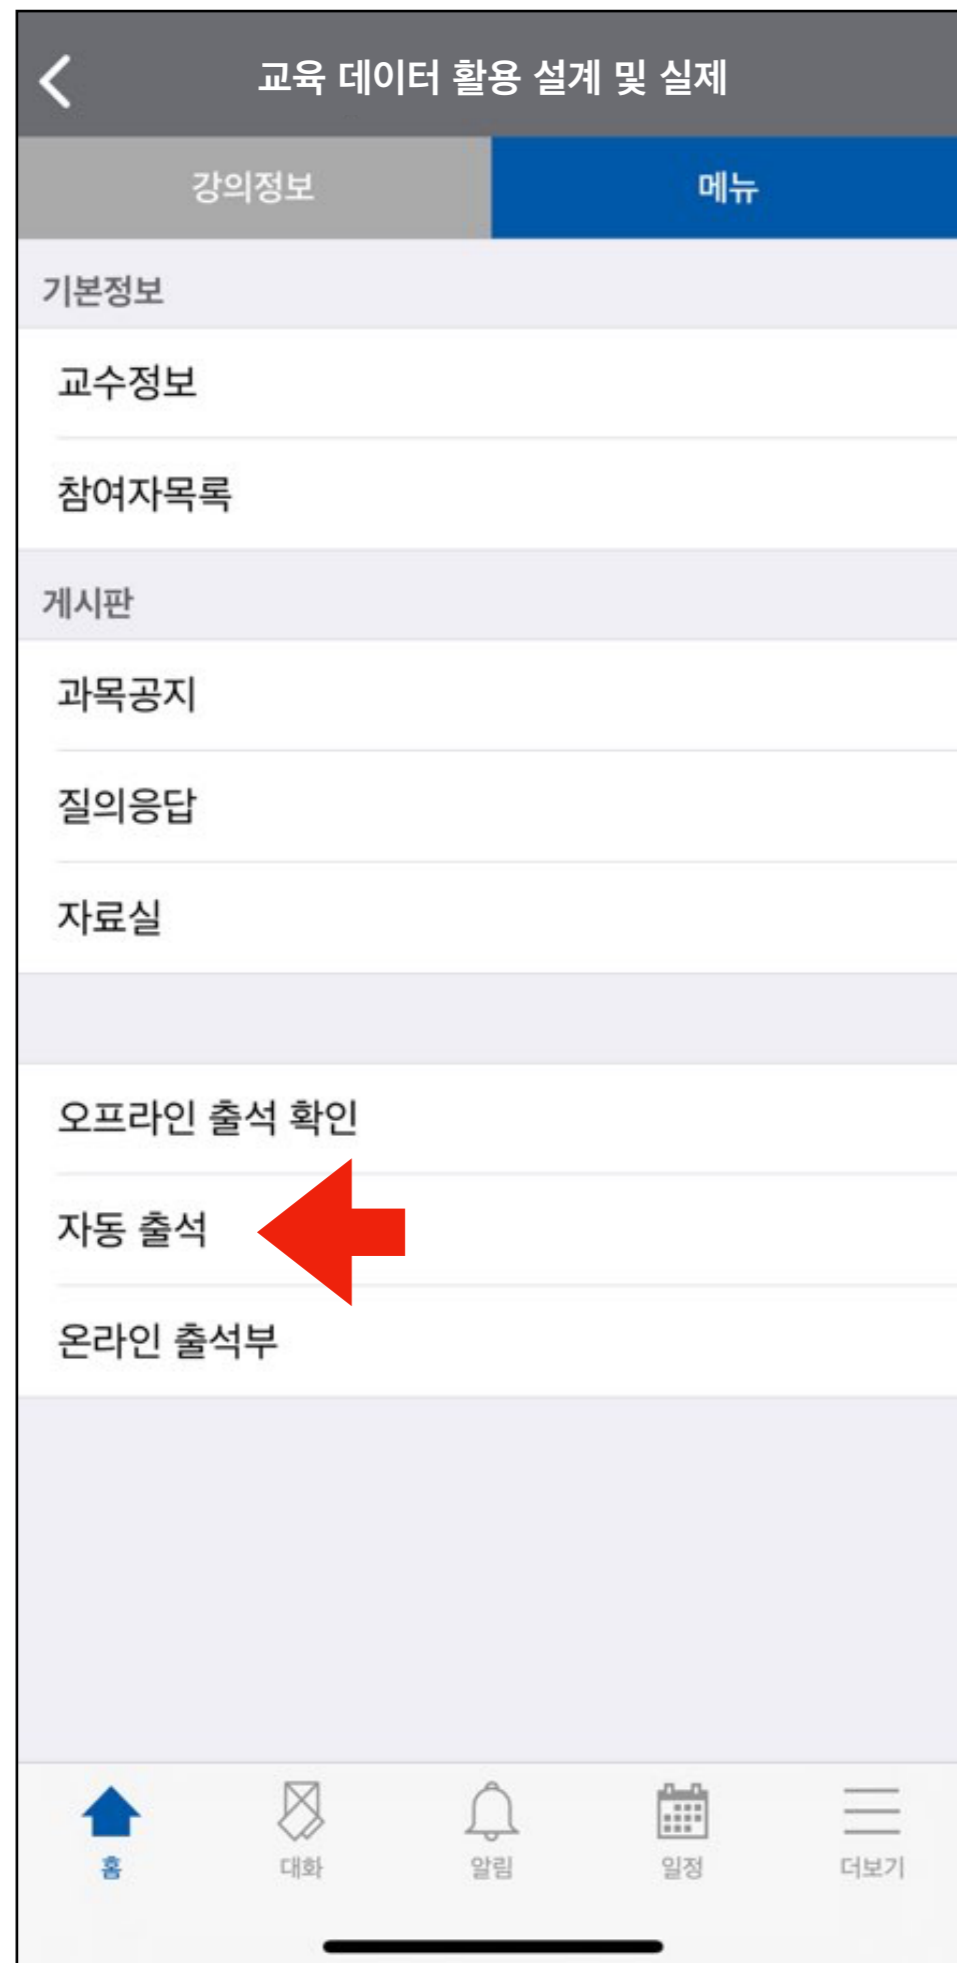 교육 데이터 활용 설계 및 실제
강의정보 메뉴
기본정보
교수정보
참여자목록
게시판
과목공지
질의응답
자료실
오프라인 출석 확인
자동 출석
온라인 출석부
홈 대화 알림 일정 더보기